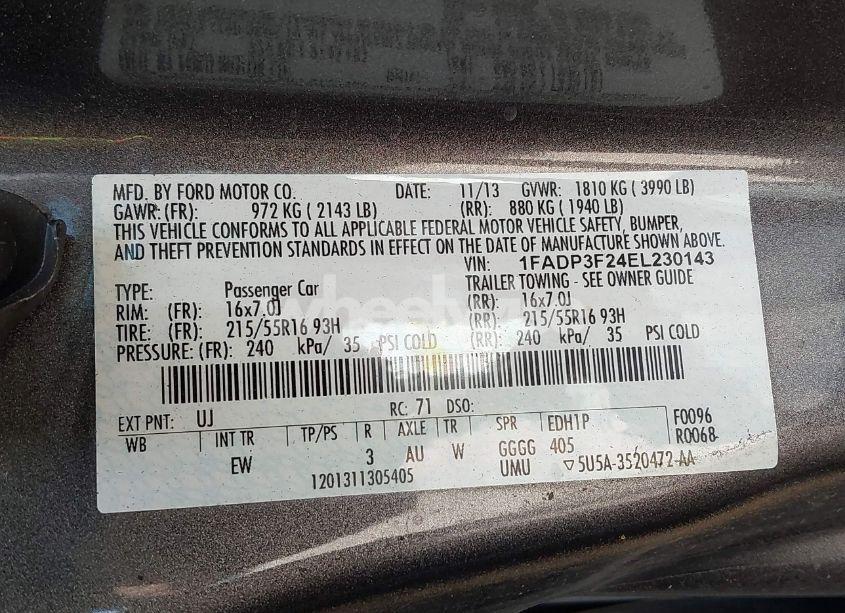 MFD. BY FORD MOTOR CO. DATE: 11/13 GVWR: 1810 KG ( 3990 LB)
GAWR: (FR): 972 KG ( 2143 LB) (RR): 880 KG ( 1940 LB)
THIS VEHICLE CONFORMS TO ALL APPLICABLE FEDERAL MOTOR VEHICLE SAFETY, BUMPER,
AND THEFT PREVENTION STANDARDS IN EFFECT ON THE DATE OF MANUFACTURE SHOWN ABOVE.
VIN: 1FADP3F24EL230143
TYPE: Passenger Car TRAILER TOWING - SEE OWNER GUIDE
RIM: (FR): 16x7.0J (RR): 16x7.0J
TIRE: (FR): 215/55R16 93H (RR): 215/55R16 93H
PRESSURE: (FR): 240 kPa/ 35 PSI COLD (RR): 240 kPa/ 35 PSI COLD
EXT PNT: UJ RC: 71 DSO:
WB INT TR TP/PS R AXLE TR SPR EDH1P F0096
EW 3 AU W GGGG 405 R0068
1201311305405 UMU ▽5U5A-3520472-AA